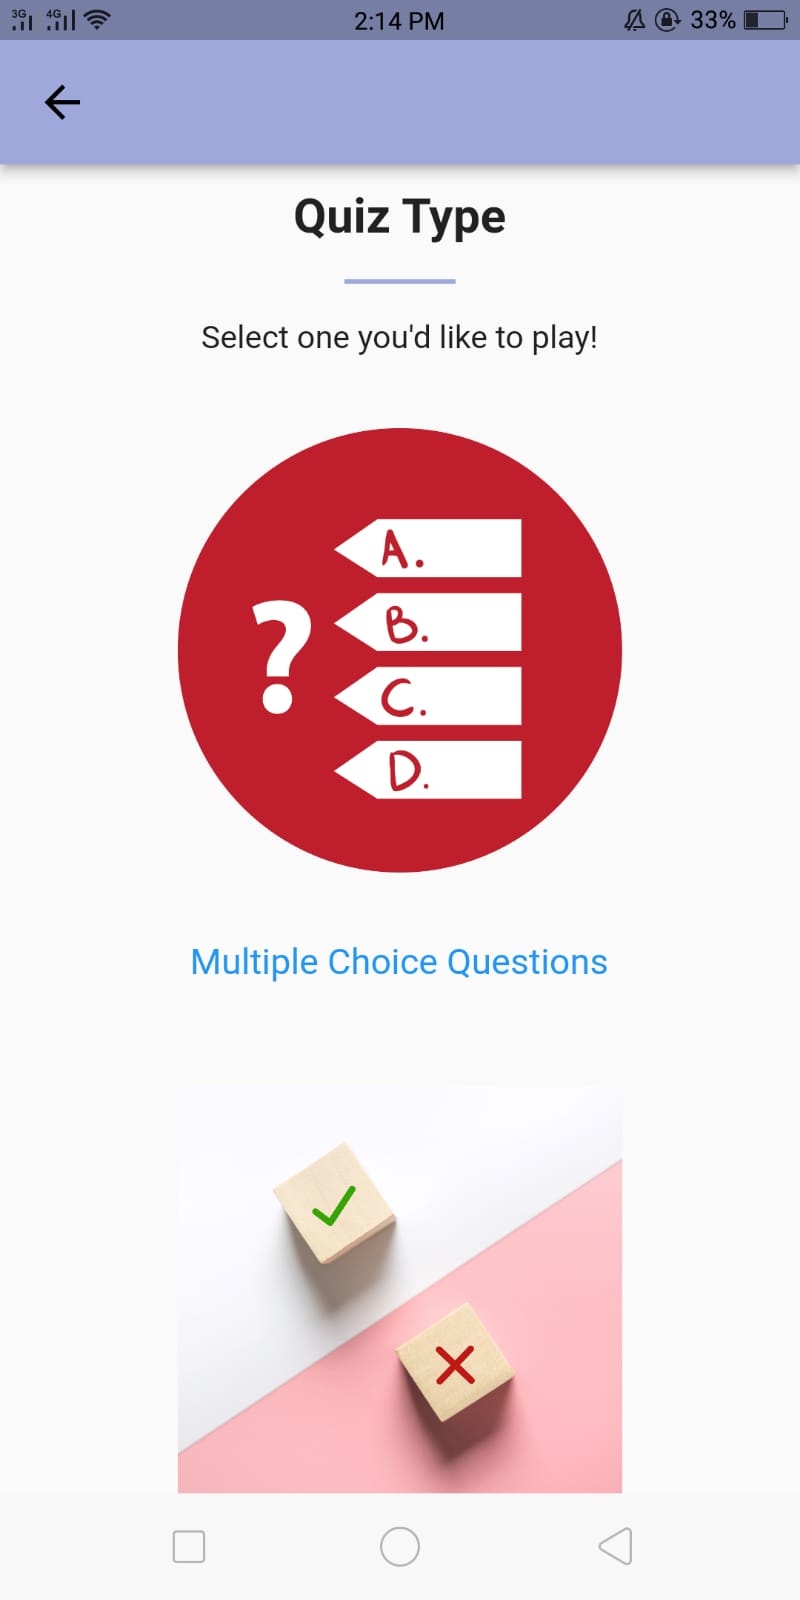 3G 4G 2:14 PM 33%
Quiz Type
Select one you'd like to play!
?
A.
B.
C.
D.
Multiple Choice Questions